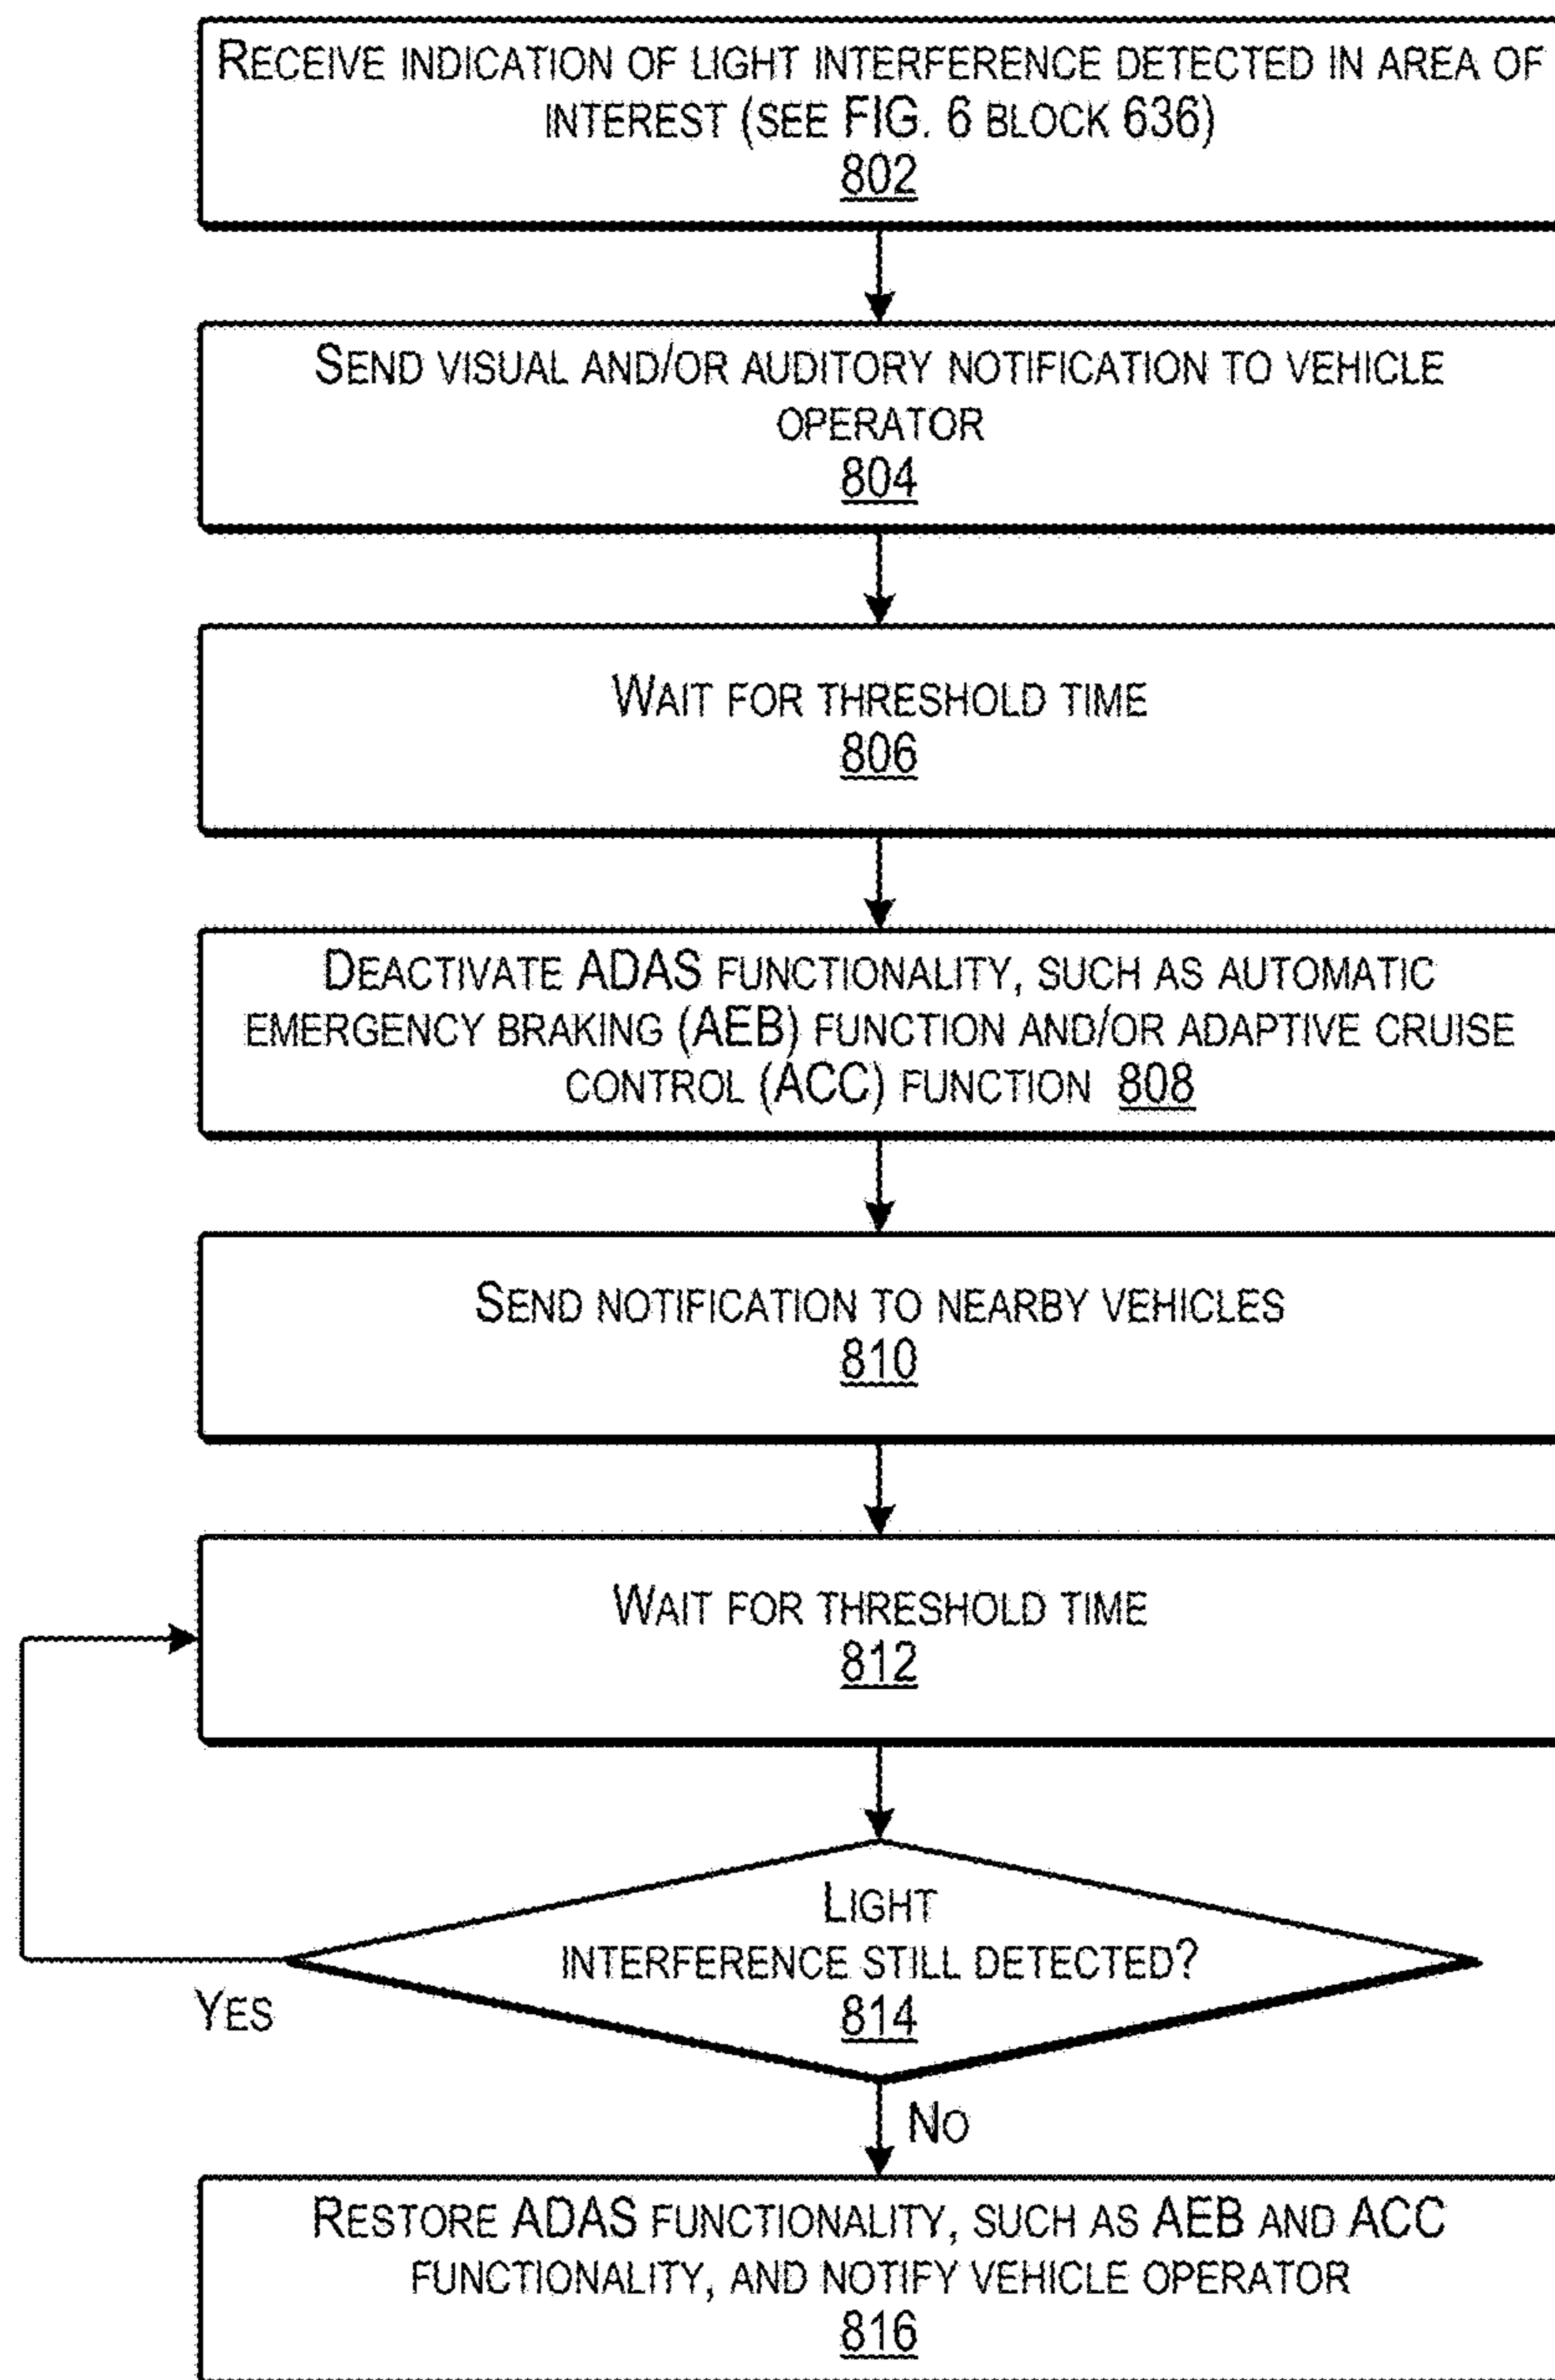 RECEIVE INDICATION OF LIGHT INTERFERENCE DETECTED IN AREA OF
INTEREST (SEE FIG. 6 BLOCK 636)
802
SEND VISUAL AND/OR AUDITORY NOTIFICATION TO VEHICLE
OPERATOR
804
WAIT FOR THRESHOLD TIME
806
DEACTIVATE ADAS FUNCTIONALITY, SUCH AS AUTOMATIC
EMERGENCY BRAKING (AEB) FUNCTION AND/OR ADAPTIVE CRUISE
CONTROL (ACC) FUNCTION 808
SEND NOTIFICATION TO NEARBY VEHICLES
810
WAIT FOR THRESHOLD TIME
812
LIGHT
INTERFERENCE STILL DETECTED?
814
YES
NO
RESTORE ADAS FUNCTIONALITY, SUCH AS AEB AND ACC
FUNCTIONALITY, AND NOTIFY VEHICLE OPERATOR
816